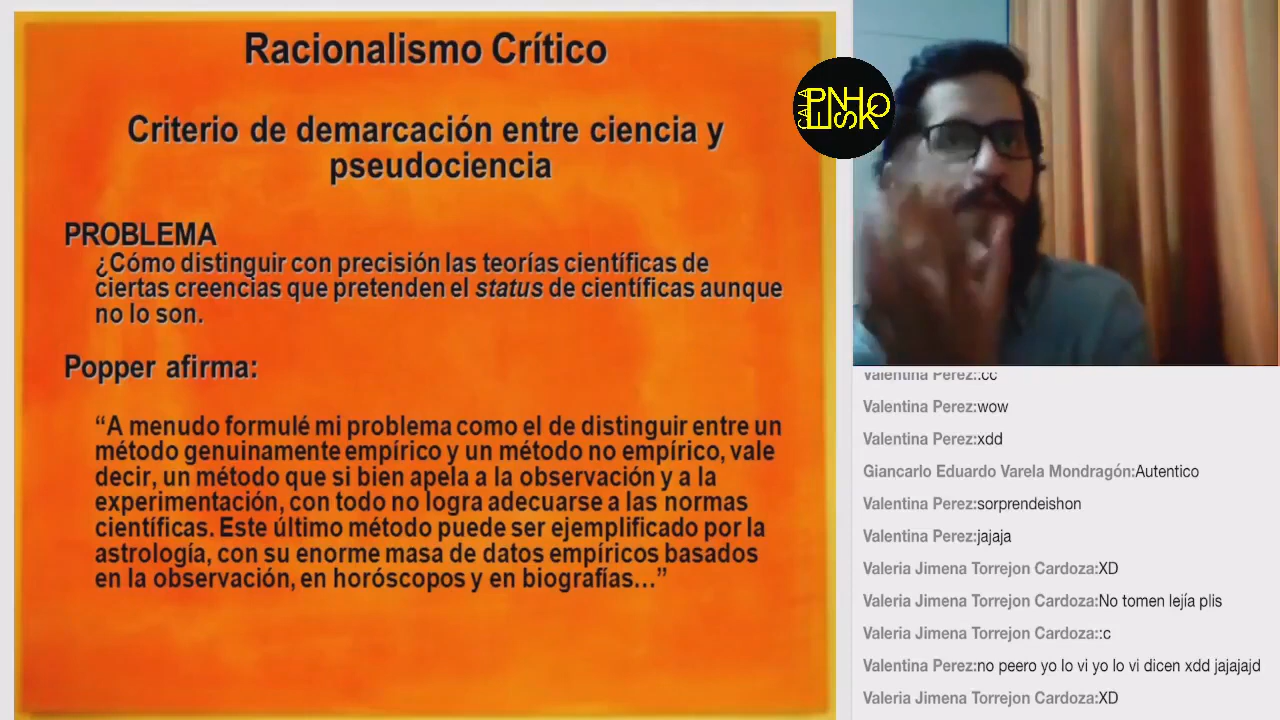 Racionalismo Crítico
Criterio de demarcación entre ciencia y
pseudociencia
PROBLEMA
¿Cómo distinguir con precisión las teorías científicas de
ciertas creencias que pretenden el status de científicas aunque
no lo son.
Popper afirma:
“A menudo formulé mi problema como el de distinguir entre un
método genuinamente empírico y un método no empírico, vale
decir, un método que si bien apela a la observación y a la
experimentación, con todo no logra adecuarse a las normas
científicas. Este último método puede ser ejemplificado por la
astrología, con su enorme masa de datos empíricos basados
en la observación, en horóscopos y en biografías…”
Valentina Perez:.cc
Valentina Perez:wow
Valentina Perez:xdd
Giancarlo Eduardo Varela Mondragón:Autentico
Valentina Perez:sorprendeishon
Valentina Perez:jajaja
Valeria Jimena Torrejon Cardoza:XD
Valeria Jimena Torrejon Cardoza:No tomen lejía plis
Valeria Jimena Torrejon Cardoza::c
Valentina Perez:no peero yo lo vi yo lo vi dicen xdd jajajajd
Valeria Jimena Torrejon Cardoza:XD